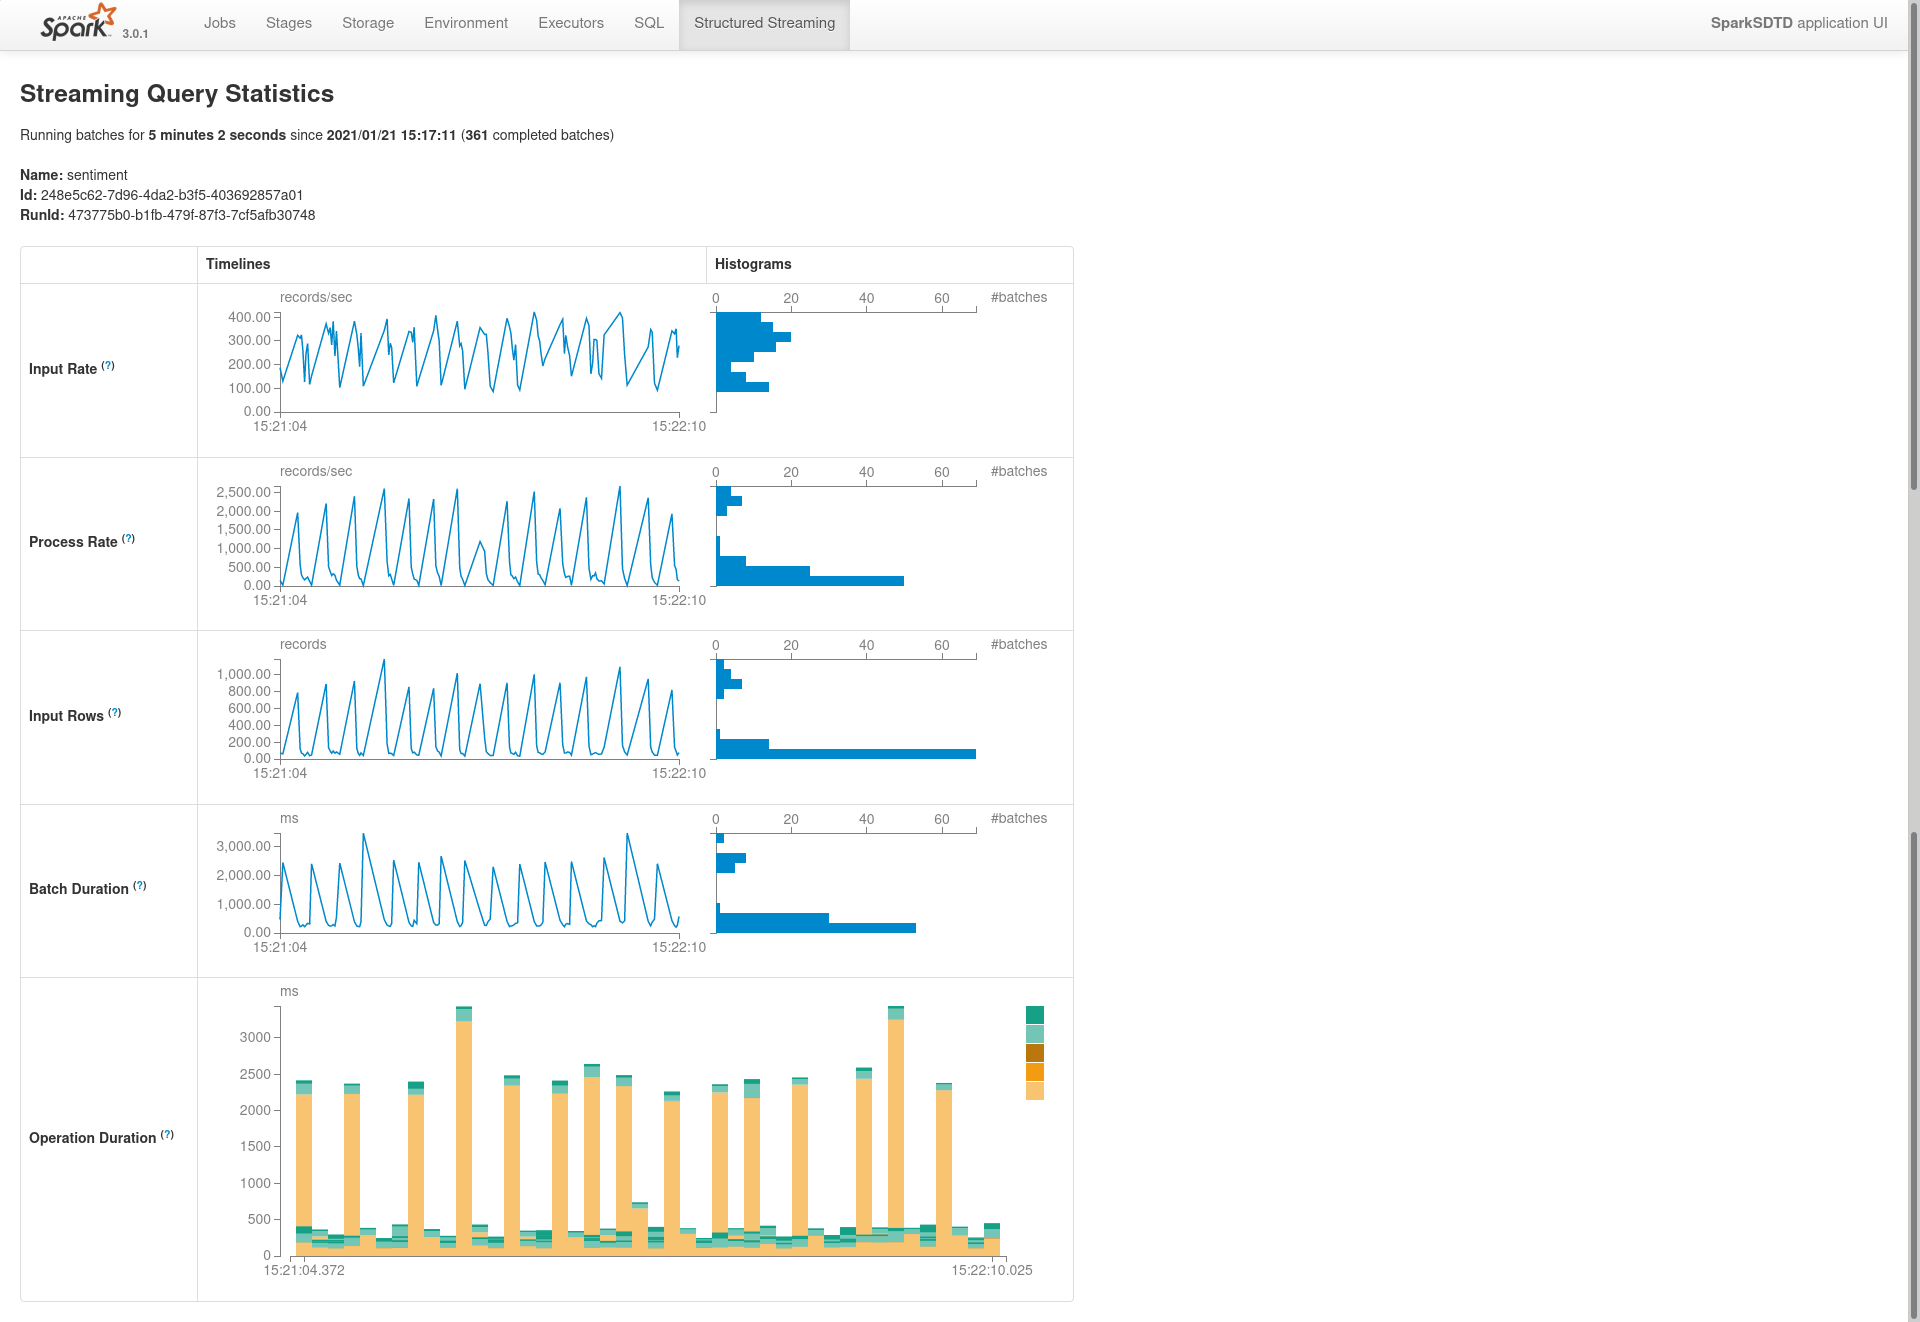 APACHE
Spark 3.0.1 Jobs Stages Storage Environment Executors SQL Structured Streaming SparkSDTD application UI
Streaming Query Statistics
Running batches for 5 minutes 2 seconds since 2021/01/21 15:17:11 (361 completed batches)
Name: sentiment
Id: 248e5c62-7d96-4da2-b3f5-403692857a01
RunId: 473775b0-b1fb-479f-87f3-7cf5afb30748
Timelines Histograms
Input Rate (?)
records/sec
400.00
300.00
200.00
100.00
0.00
15:21:04 15:22:10
0 20 40 60 #batches
Process Rate (?)
records/sec
2,500.00
2,000.00
1,500.00
1,000.00
500.00
0.00
15:21:04 15:22:10
0 20 40 60 #batches
Input Rows (?)
records
1,000.00
800.00
600.00
400.00
200.00
0.00
15:21:04 15:22:10
0 20 40 60 #batches
Batch Duration (?)
ms
3,000.00
2,000.00
1,000.00
0.00
15:21:04 15:22:10
0 20 40 60 #batches
Operation Duration (?)
ms
3000
2500
2000
1500
1000
500
0
15:21:04.372 15:22:10.025